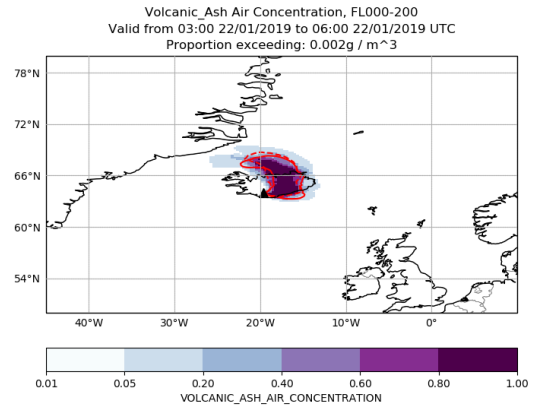 Volcanic_Ash Air Concentration, FL000-200
Valid from 03:00 22/01/2019 to 06:00 22/01/2019 UTC
Proportion exceeding: 0.002g / m^3
78°N
72°N
66°N
60°N
54°N
40°W 30°W 20°W 10°W 0°
0.01 0.05 0.20 0.40 0.60 0.80 1.00
VOLCANIC_ASH_AIR_CONCENTRATION